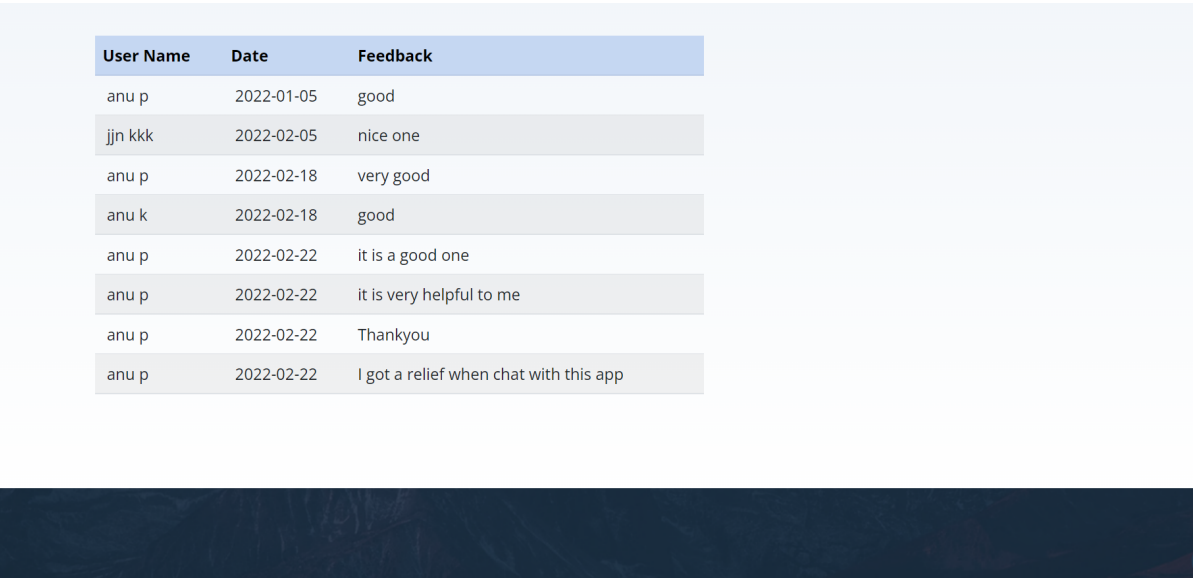 User Name Date Feedback
anu p 2022-01-05 good
jjn kkk 2022-02-05 nice one
anu p 2022-02-18 very good
anu k 2022-02-18 good
anu p 2022-02-22 it is a good one
anu p 2022-02-22 it is very helpful to me
anu p 2022-02-22 Thankyou
anu p 2022-02-22 I got a relief when chat with this app